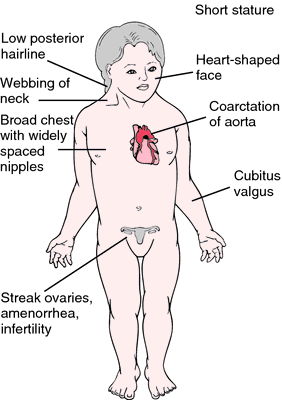 Short stature
Low posterior
hairline
Heart-shaped
face
Webbing of
neck
Coarctation
of aorta
Broad chest
with widely
spaced
nipples
Cubitus
valgus
Streak ovaries,
amenorrhea,
infertility